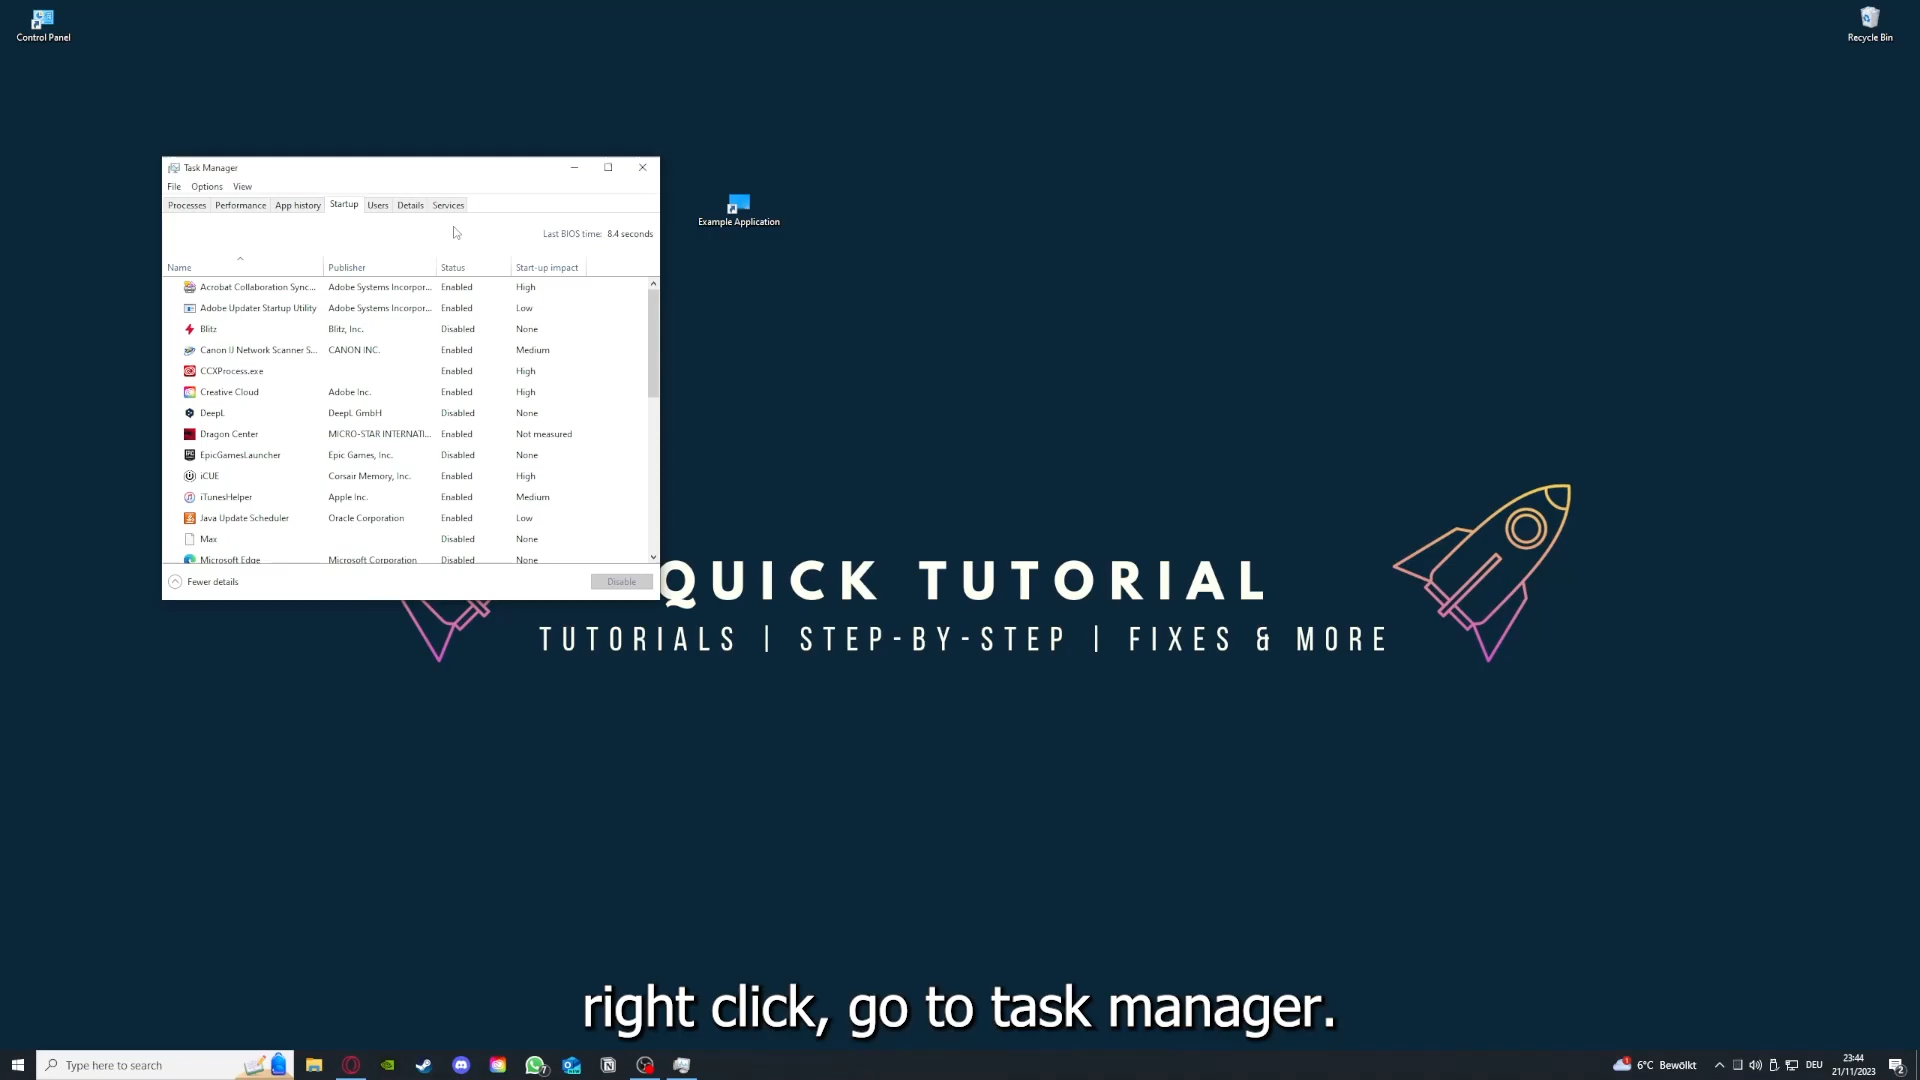 Control Panel
Recycle Bin
Task Manager
File Options View
Processes Performance App history Startup Users Details Services
Last BIOS time: 8.4 seconds
Name Publisher Status Start-up impact
Acrobat Collaboration Sync... Adobe Systems Incorpor... Enabled High
Adobe Updater Startup Utility Adobe Systems Incorpor... Enabled Low
Blitz Blitz, Inc. Disabled None
Canon IJ Network Scanner S... CANON INC. Enabled Medium
CCXProcess.exe Enabled High
Creative Cloud Adobe Inc. Enabled High
DeepL DeepL GmbH Disabled None
Dragon Center MICRO-STAR INTERNATI... Enabled Not measured
EpicGamesLauncher Epic Games, Inc. Disabled None
iCUE Corsair Memory, Inc. Enabled High
iTunesHelper Apple Inc. Enabled Medium
Java Update Scheduler Oracle Corporation Enabled Low
Max Disabled None
Microsoft Edge Microsoft Corporation Disabled None
Fewer details Disable
Example Application
QUICK TUTORIAL
TUTORIALS | STEP-BY-STEP | FIXES & MORE
right click, go to task manager.
Type here to search
7
1
6°C Bewölkt
DEU
23:44
21/11/2023
2